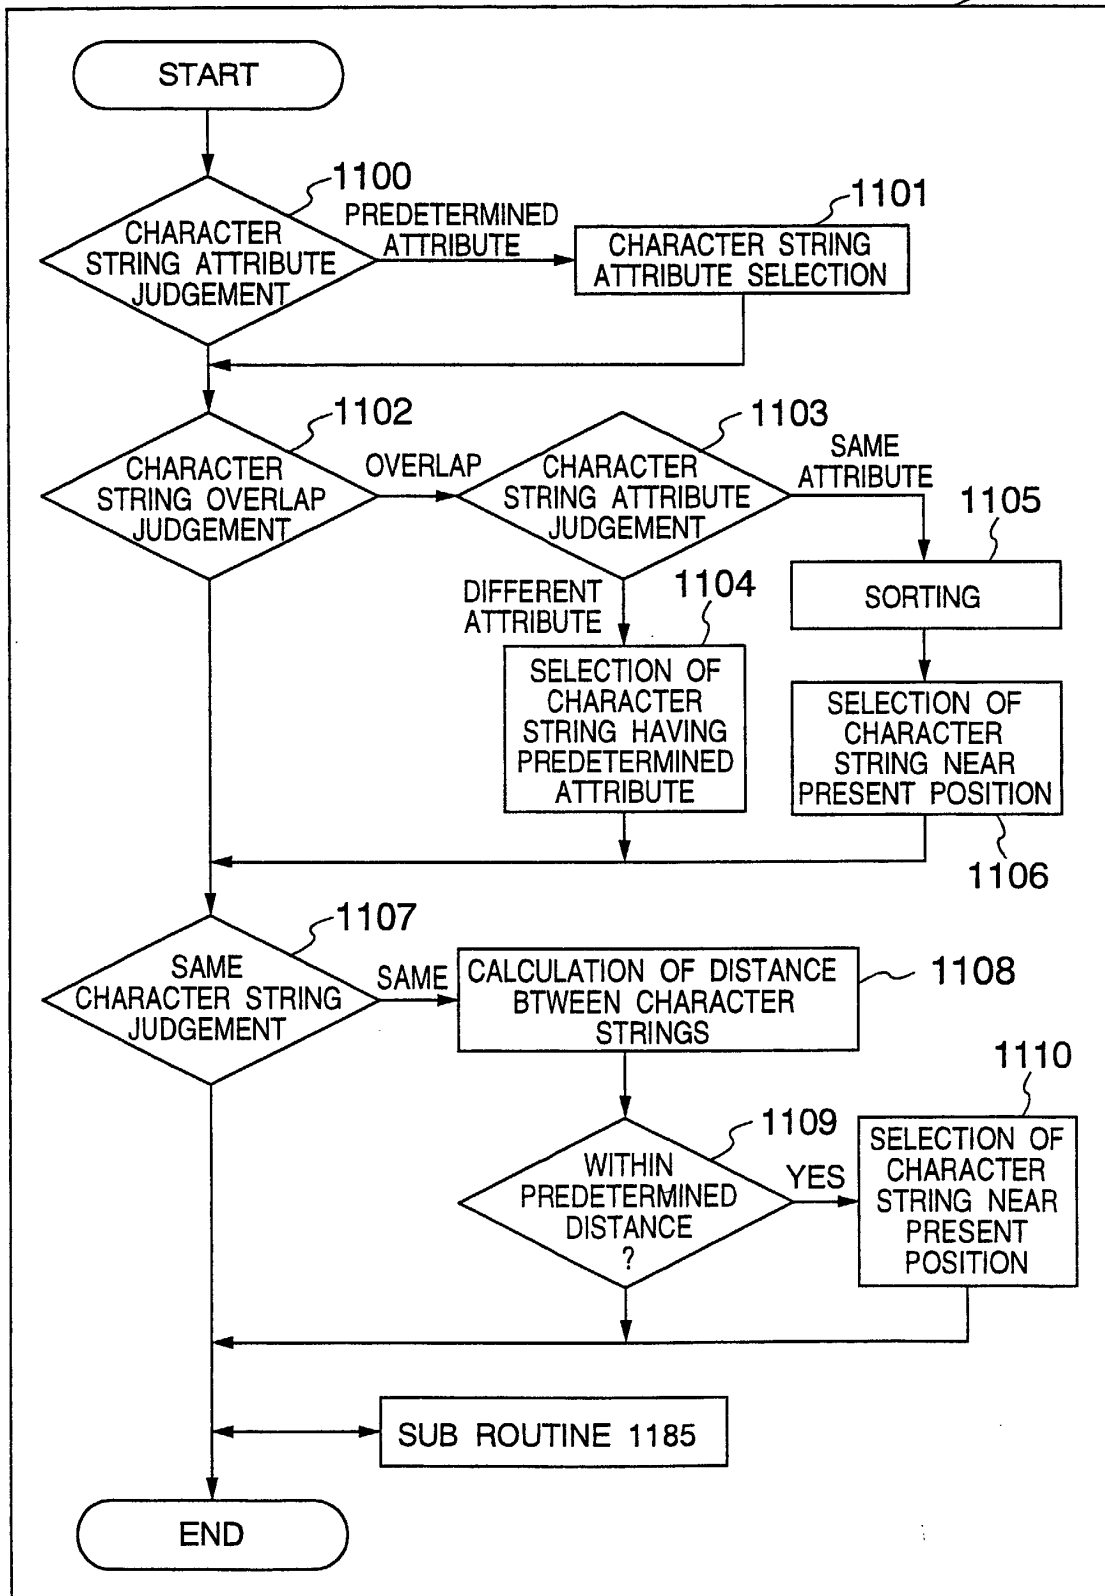 START
1100
CHARACTER
STRING ATTRIBUTE
JUDGEMENT
PREDETERMINED
ATTRIBUTE
1101
CHARACTER STRING
ATTRIBUTE SELECTION
1102
CHARACTER
STRING OVERLAP
JUDGEMENT
OVERLAP
1103
CHARACTER
STRING ATTRIBUTE
JUDGEMENT
SAME
ATTRIBUTE
1105
SORTING
DIFFERENT
ATTRIBUTE
1104
SELECTION OF
CHARACTER
STRING HAVING
PREDETERMINED
ATTRIBUTE
SELECTION OF
CHARACTER
STRING NEAR
PRESENT POSITION
1106
1107
SAME
CHARACTER STRING
JUDGEMENT
SAME
CALCULATION OF DISTANCE
BTWEEN CHARACTER
STRINGS
1108
1109
WITHIN
PREDETERMINED
DISTANCE
?
YES
1110
SELECTION OF
CHARACTER
STRING NEAR
PRESENT
POSITION
SUB ROUTINE 1185
END